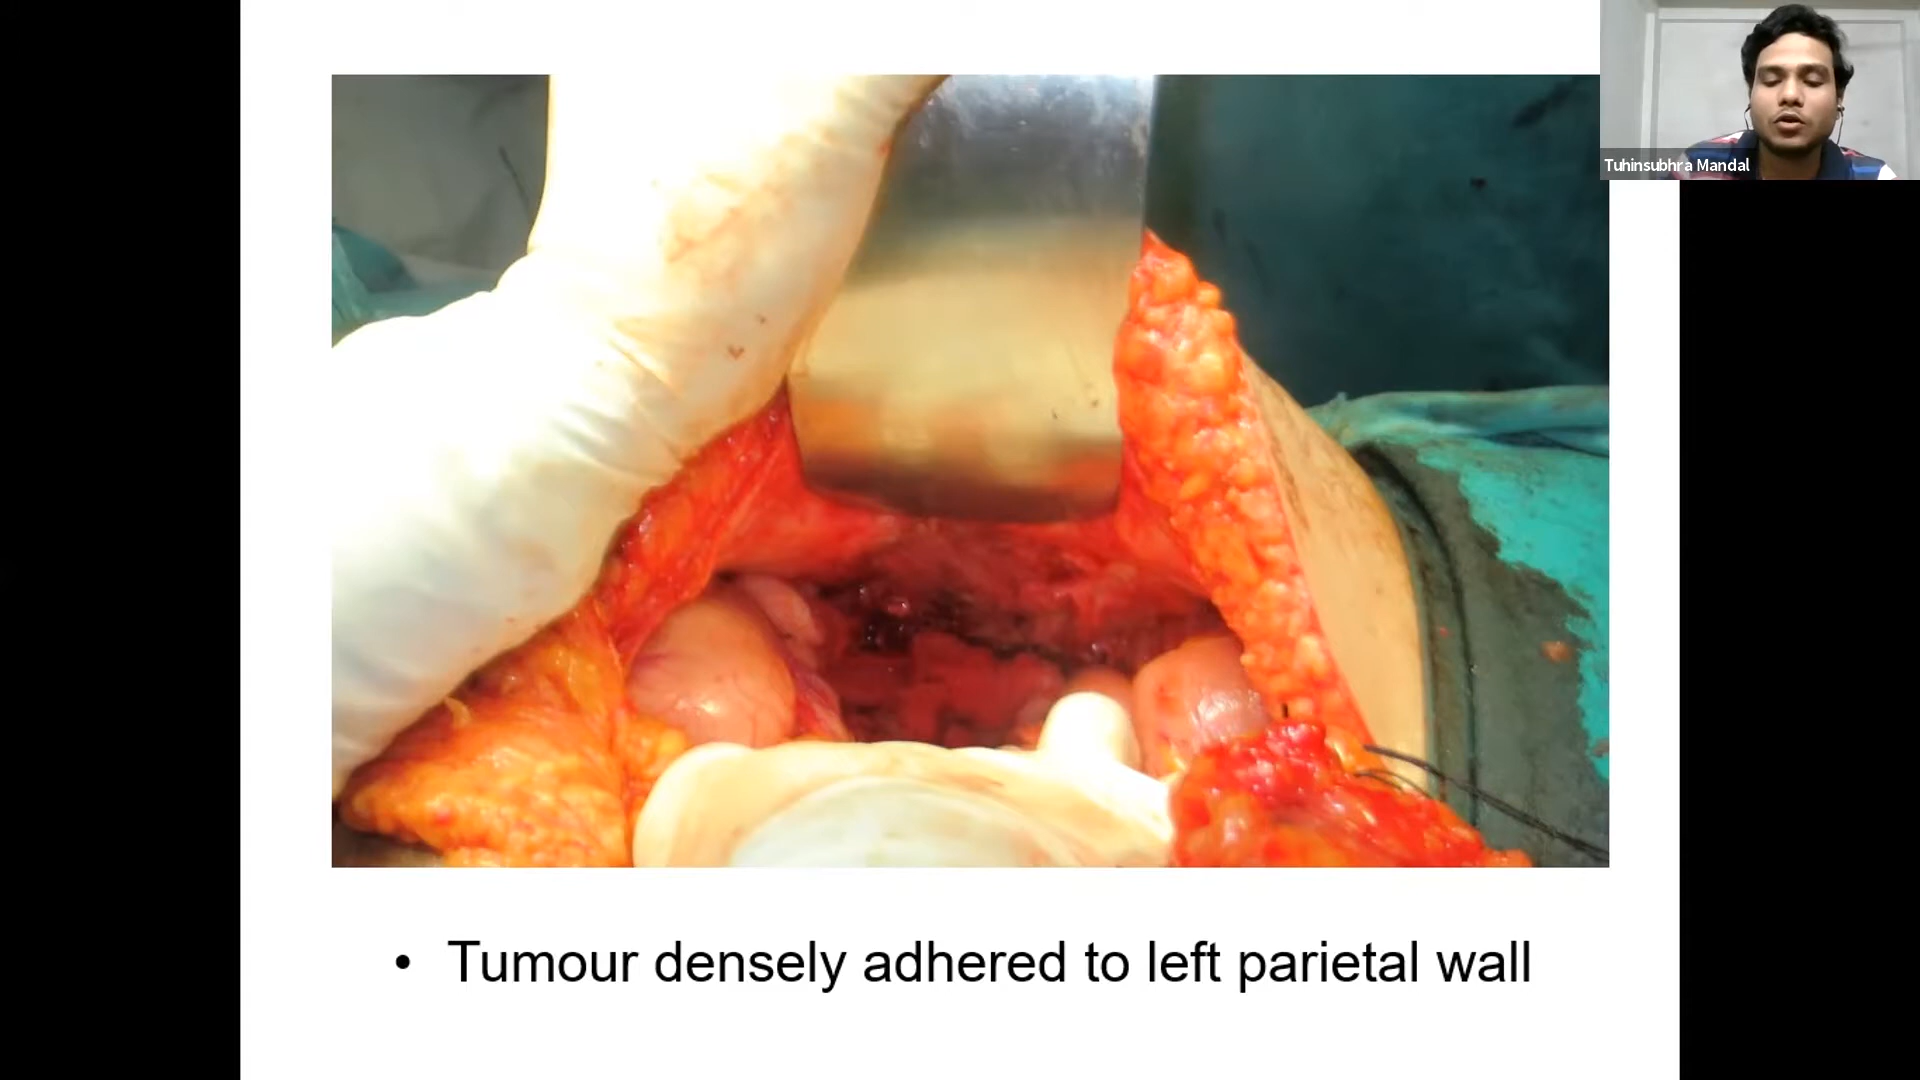 Tuhinsubhra Mandal
• Tumour densely adhered to left parietal wall